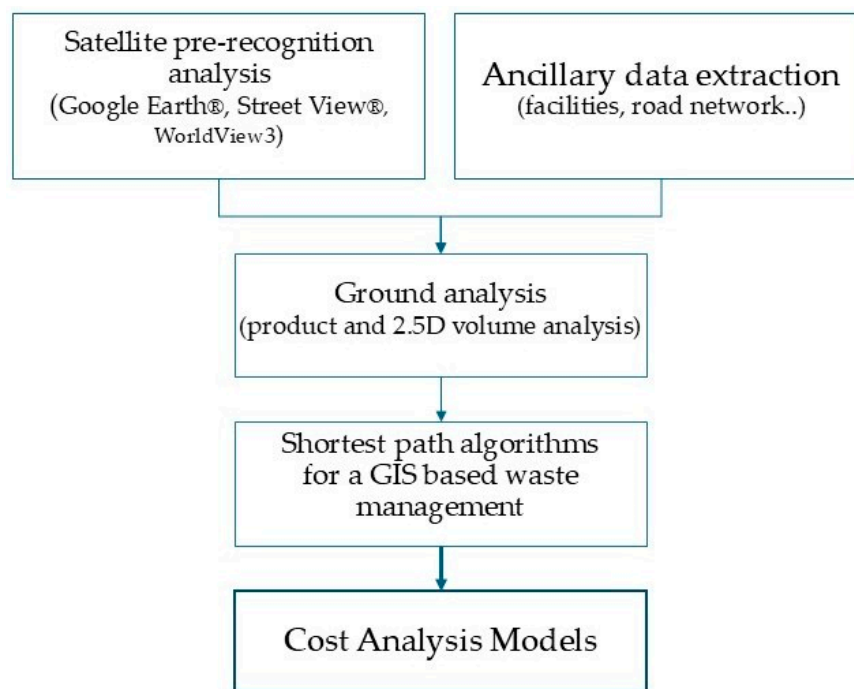 Satellite pre-recognition
analysis
(Google Earth®, Street View®,
WorldView3)
Ancillary data extraction
(facilities, road network..)
Ground analysis
(product and 2.5D volume analysis)
Shortest path algorithms
for a GIS based waste
management
Cost Analysis Models